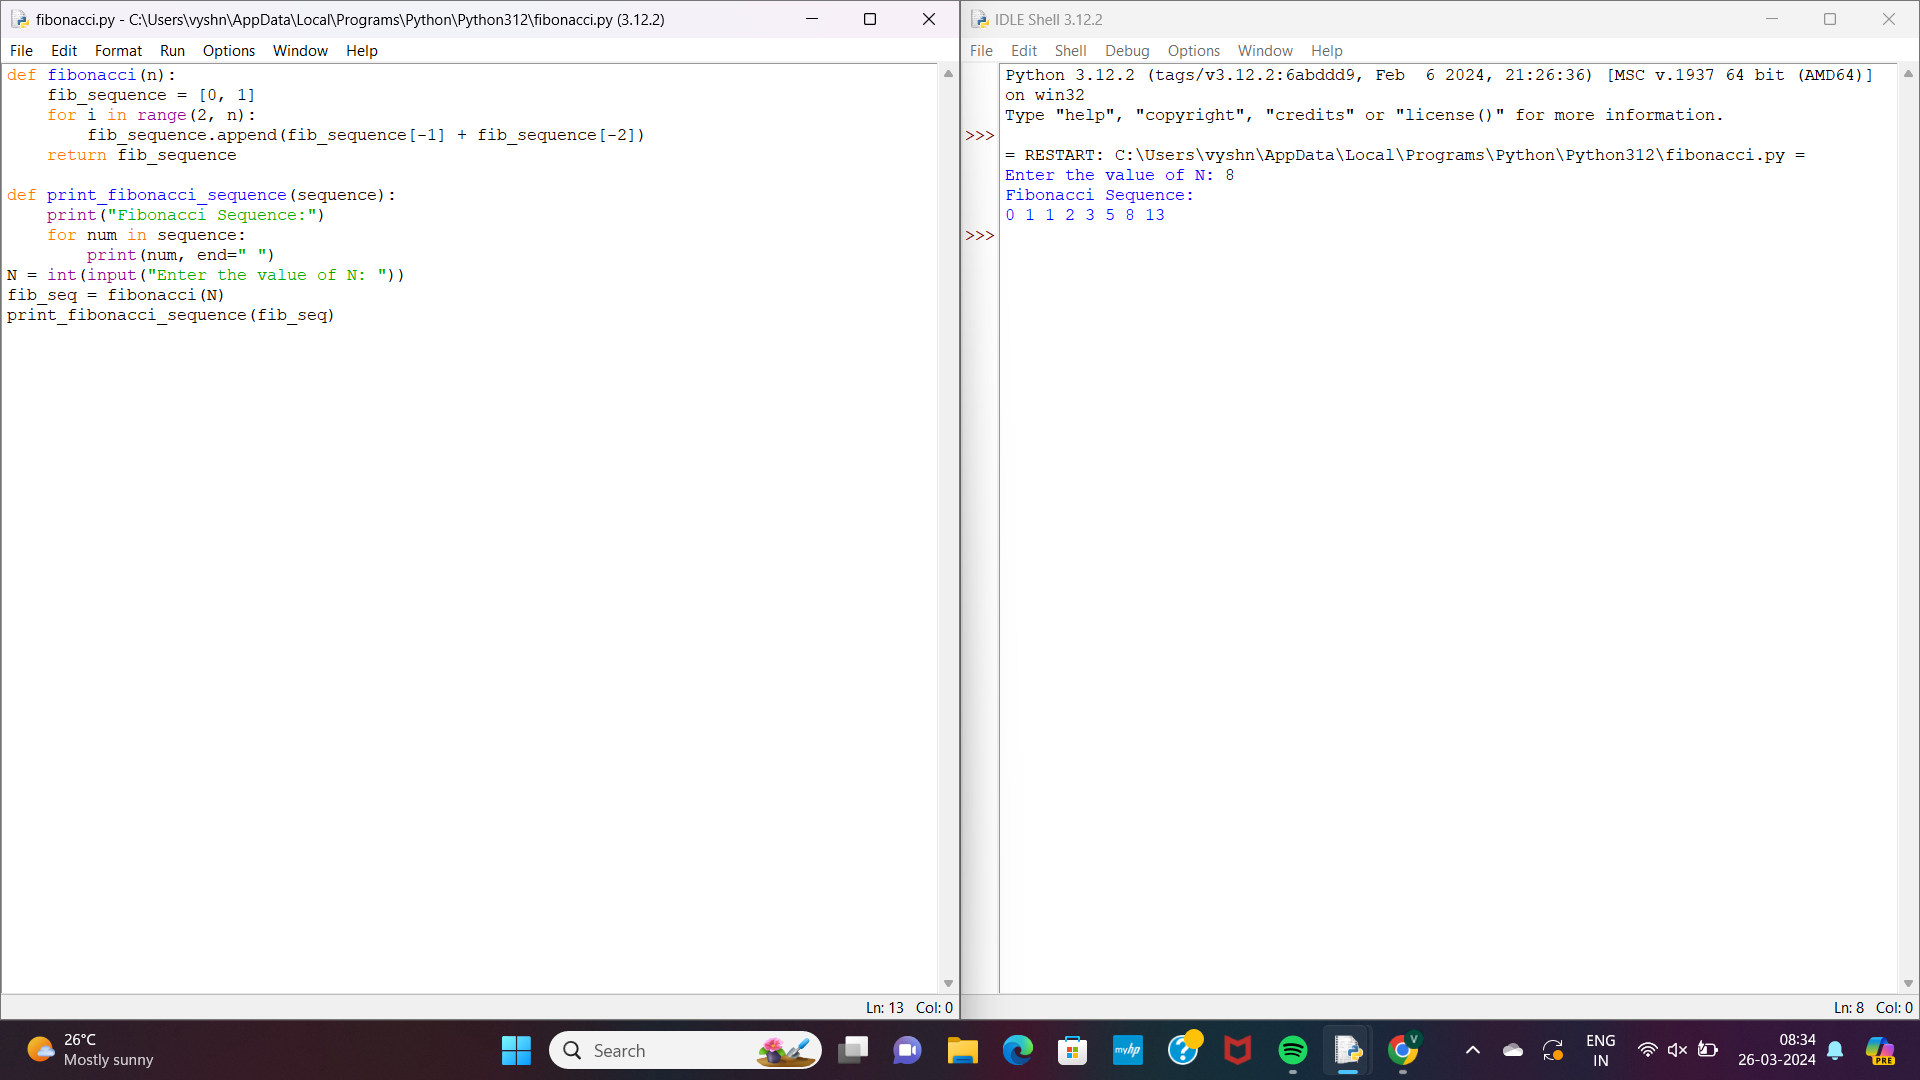 fibonacci.py - C:\Users\vyshn\AppData\Local\Programs\Python\Python312\fibonacci.py (3.12.2)
File Edit Format Run Options Window Help
def fibonacci(n):
    fib_sequence = [0, 1]
    for i in range(2, n):
        fib_sequence.append(fib_sequence[-1] + fib_sequence[-2])
    return fib_sequence

def print_fibonacci_sequence(sequence):
    print("Fibonacci Sequence:")
    for num in sequence:
        print(num, end=" ")
N = int(input("Enter the value of N: "))
fib_seq = fibonacci(N)
print_fibonacci_sequence(fib_seq)
Ln: 13 Col: 0
IDLE Shell 3.12.2
File Edit Shell Debug Options Window Help
Python 3.12.2 (tags/v3.12.2:6abddd9, Feb  6 2024, 21:26:36) [MSC v.1937 64 bit (AMD64)]
on win32
Type "help", "copyright", "credits" or "license()" for more information.
>>>
= RESTART: C:\Users\vyshn\AppData\Local\Programs\Python\Python312\fibonacci.py =
Enter the value of N: 8
Fibonacci Sequence:
0 1 1 2 3 5 8 13
>>>
Ln: 8 Col: 0
26°C
Mostly sunny
Search
myhp
V
ENG
IN
08:34
26-03-2024
PRE